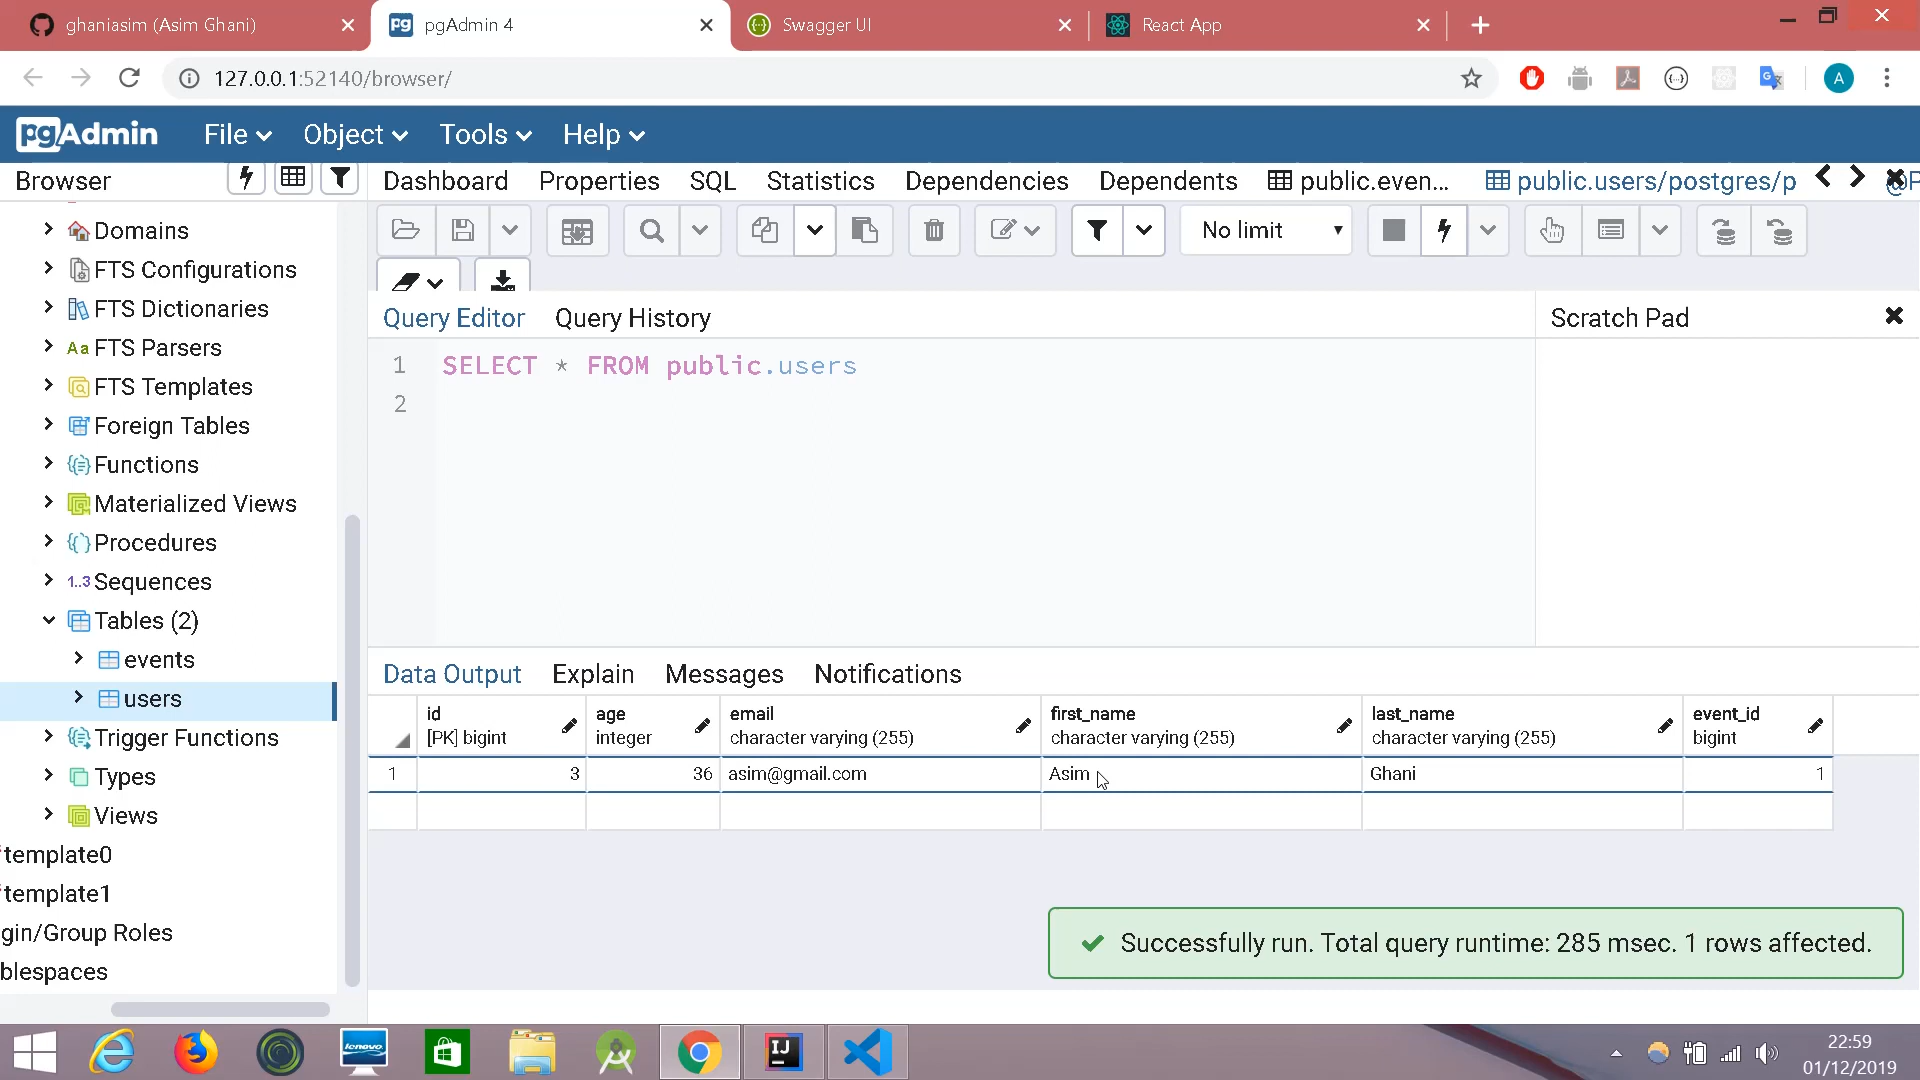 ghaniasim (Asim Ghani)
pgAdmin 4
Swagger UI
React App
127.0.0.1:52140/browser/
A
pgAdmin
File
Object
Tools
Help
Browser
Dashboard
Properties
SQL
Statistics
Dependencies
Dependents
public.even...
public.users/postgres/p
No limit
Domains
FTS Configurations
FTS Dictionaries
Aa FTS Parsers
FTS Templates
Foreign Tables
Functions
Materialized Views
Procedures
1..3 Sequences
Tables (2)
events
users
Trigger Functions
Types
Views
template0
template1
gin/Group Roles
blespaces
Query Editor
Query History
Scratch Pad
1 SELECT * FROM public.users
2
Data Output
Explain
Messages
Notifications
id
[PK] bigint
age
integer
email
character varying (255)
first_name
character varying (255)
last_name
character varying (255)
event_id
bigint
1 3 36 asim@gmail.com Asim Ghani 1
Successfully run. Total query runtime: 285 msec. 1 rows affected.
lenovo
IJ
22:59
01/12/2019